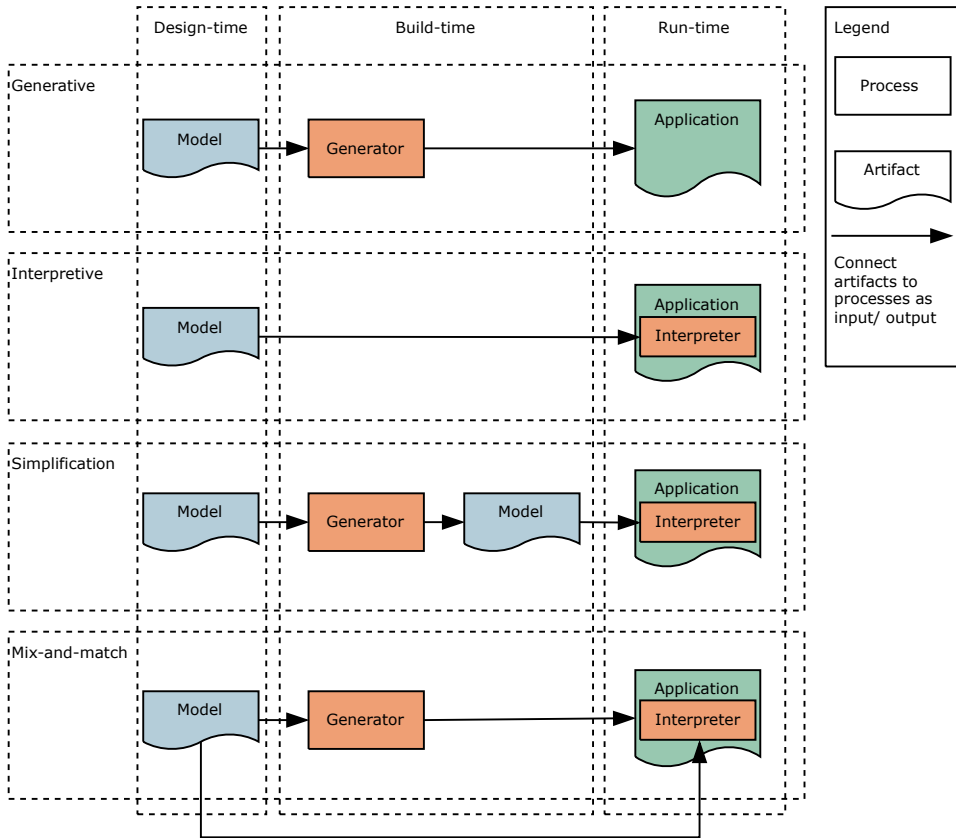 Design-time
Build-time
Run-time
Legend
Process
Artifact
Connect
artifacts to
processes as
input/ output
Generative
Model
Generator
Application
Interpretive
Model
Application
Interpreter
Simplification
Model
Generator
Model
Application
Interpreter
Mix-and-match
Model
Generator
Application
Interpreter